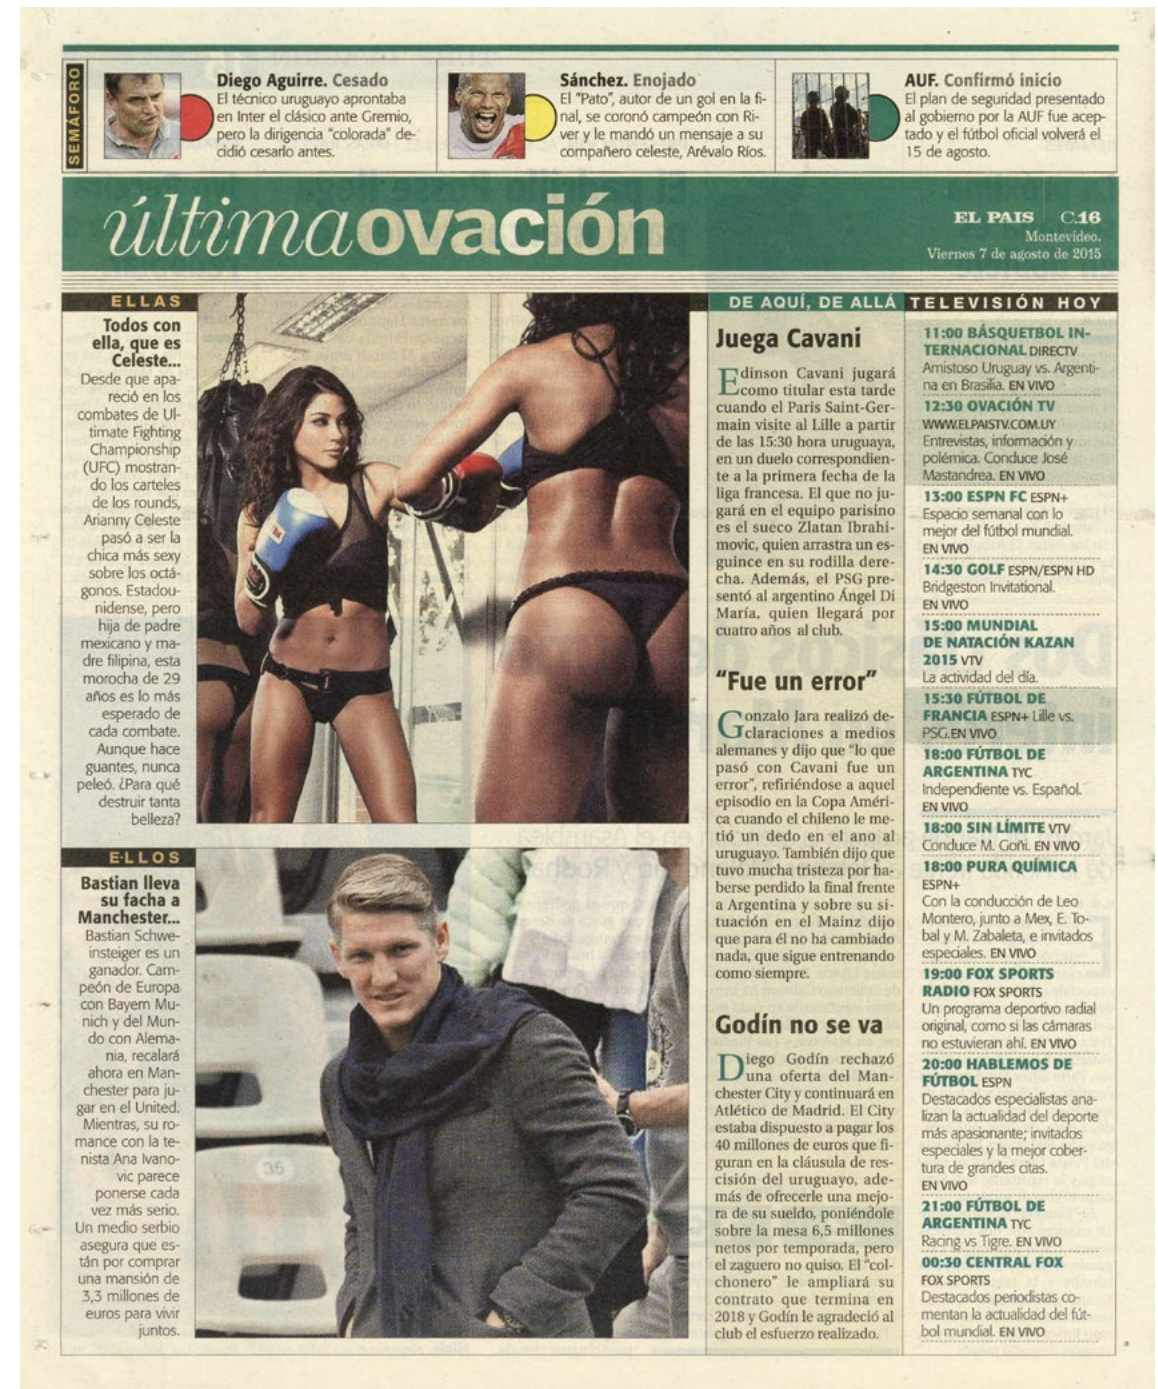 SEMÁFORO
Diego Aguirre. Cesado
El técnico uruguayo aprontaba
en Inter el clásico ante Gremio,
pero la dirigencia "colorada" de-
cidió cesarlo antes.
Sánchez. Enojado
El "Pato", autor de un gol en la fi-
nal, se coronó campeón con Ri-
ver y le mandó un mensaje a su
compañero celeste, Arévalo Ríos.
AUF. Confirmó inicio
El plan de seguridad presentado
al gobierno por la AUF fue acep-
tado y el fútbol oficial volverá el
15 de agosto.
últimaovación
EL PAIS C.16
Montevideo.
Viernes 7 de agosto de 2015
ELLAS
Todos con
ella, que es
Celeste...
Desde que apa-
reció en los
combates de Ul-
timate Fighting
Championship
(UFC) mostran-
do los carteles
de los rounds,
Arianny Celeste
pasó a ser la
chica más sexy
sobre los octá-
gonos. Estadou-
nidense, pero
hija de padre
mexicano y ma-
dre filipina, esta
morocha de 29
años es lo más
esperado de
cada combate.
Aunque hace
guantes, nunca
peleó. ¿Para qué
destruir tanta
belleza?
ELLOS
Bastian lleva
su facha a
Manchester...
Bastian Schwe-
insteiger es un
ganador. Cam-
peón de Europa
con Bayern Mu-
nich y del Mun-
do con Alema-
nia, recalará
ahora en Man-
chester para ju-
gar en el United.
Mientras, su ro-
mance con la te-
nista Ana Ivano-
vic parece
ponerse cada
vez más serio.
Un medio serbio
asegura que es-
tán por comprar
una mansión de
3,3 millones de
euros para vivir
juntos.
35
DE AQUÍ, DE ALLÁ
Juega Cavani
Edinson Cavani jugará
como titular esta tarde
cuando el Paris Saint-Ger-
main visite al Lille a partir
de las 15:30 hora uruguaya,
en un duelo correspondien-
te a la primera fecha de la
liga francesa. El que no ju-
gará en el equipo parisino
es el sueco Zlatan Ibrahi-
movic, quien arrastra un es-
guince en su rodilla dere-
cha. Además, el PSG pre-
sentó al argentino Ángel Di
María, quien llegará por
cuatro años al club.
"Fue un error"
Gonzalo Jara realizó de-
claraciones a medios
alemanes y dijo que "lo que
pasó con Cavani fue un
error", refiriéndose a aquel
episodio en la Copa Améri-
ca cuando el chileno le me-
tió un dedo en el ano al
uruguayo. También dijo que
tuvo mucha tristeza por ha-
berse perdido la final frente
a Argentina y sobre su si-
tuación en el Mainz dijo
que para él no ha cambiado
nada, que sigue entrenando
como siempre.
Godín no se va
Diego Godín rechazó
una oferta del Man-
chester City y continuará en
Atlético de Madrid. El City
estaba dispuesto a pagar los
40 millones de euros que fi-
guran en la cláusula de res-
cisión del uruguayo, ade-
más de ofrecerle una mejo-
ra de su sueldo, poniéndole
sobre la mesa 6,5 millones
netos por temporada, pero
el zaguero no quiso. El "col-
chonero" le ampliará su
contrato que termina en
2018 y Godín le agradeció al
club el esfuerzo realizado.
TELEVISIÓN HOY
11:00 BÁSQUETBOL IN-
TERNACIONAL DIRECTV
Amistoso Uruguay vs. Argenti-
na en Brasilia. EN VIVO
12:30 OVACIÓN TV
WWW.ELPAISTV.COM.UY
Entrevistas, información y
polémica. Conduce José
Mastandrea. EN VIVO
13:00 ESPN FC ESPN+
Espacio semanal con lo
mejor del fútbol mundial.
EN VIVO
14:30 GOLF ESPN/ESPN HD
Bridgeston Invitational.
EN VIVO
15:00 MUNDIAL
DE NATACIÓN KAZAN
2015 VTV
La actividad del día.
15:30 FÚTBOL DE
FRANCIA ESPN+ Lille vs.
PSG.EN VIVO
18:00 FÚTBOL DE
ARGENTINA TYC
Independiente vs. Español.
EN VIVO
18:00 SIN LÍMITE VTV
Conduce M. Goñi. EN VIVO
18:00 PURA QUÍMICA
ESPN+
Con la conducción de Leo
Montero, junto a Mex, E. To-
bal y M. Zabaleta, e invitados
especiales. EN VIVO
19:00 FOX SPORTS
RADIO FOX SPORTS
Un programa deportivo radial
original, como si las cámaras
no estuvieran ahí. EN VIVO
20:00 HABLEMOS DE
FÚTBOL ESPN
Destacados especialistas ana-
lizan la actualidad del deporte
más apasionante; invitados
especiales y la mejor cober-
tura de grandes citas.
EN VIVO
21:00 FÚTBOL DE
ARGENTINA TYC
Racing vs Tigre. EN VIVO
00:30 CENTRAL FOX
FOX SPORTS
Destacados periodistas co-
mentan la actualidad del fút-
bol mundial. EN VIVO